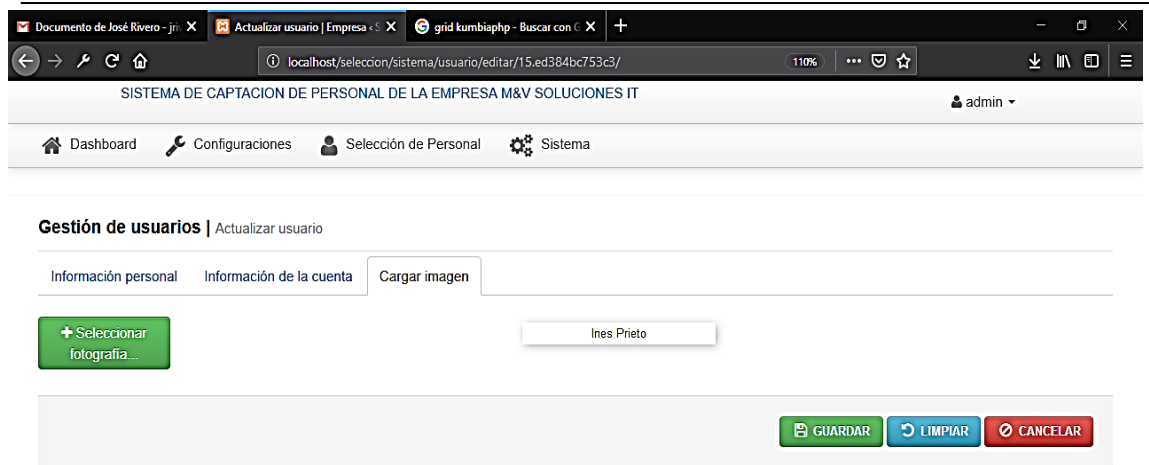 Documento de José Rivero - jri
Actualizar usuario | Empresa < S
grid kumbiaphp - Buscar con G
localhost/seleccion/sistema/usuario/editar/15.ed384bc753c3/
110%
SISTEMA DE CAPTACION DE PERSONAL DE LA EMPRESA M&V SOLUCIONES IT
admin
Dashboard Configuraciones Selección de Personal Sistema
Gestión de usuarios | Actualizar usuario
Información personal Información de la cuenta Cargar imagen
Seleccionar
fotografía...
Ines Prieto
GUARDAR LIMPIAR CANCELAR